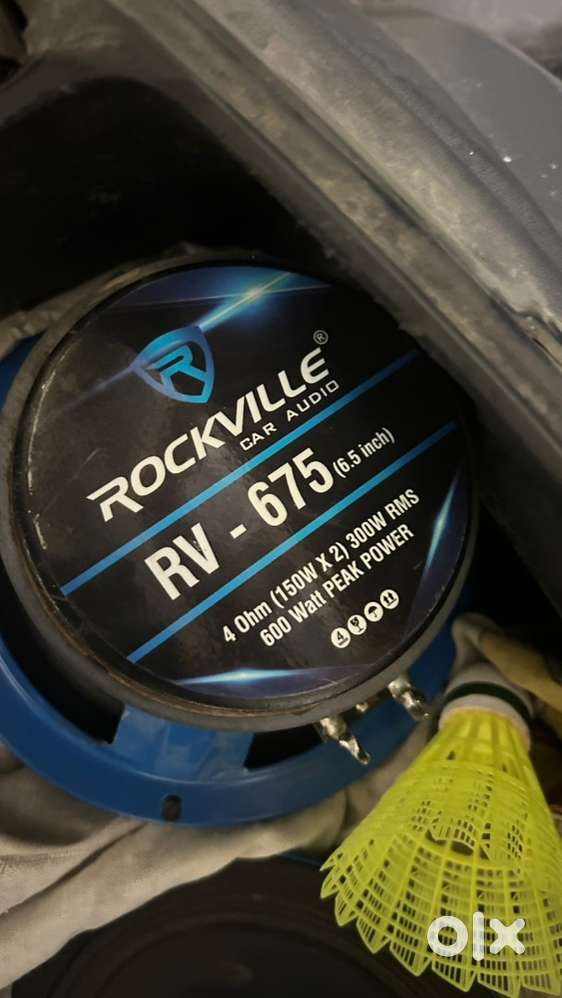 R
ROCKVILLE®
CAR AUDIO
RV - 675 (6.5 inch)
4 Ohm (150W X 2) 300W RMS
600 Watt PEAK POWER
olx